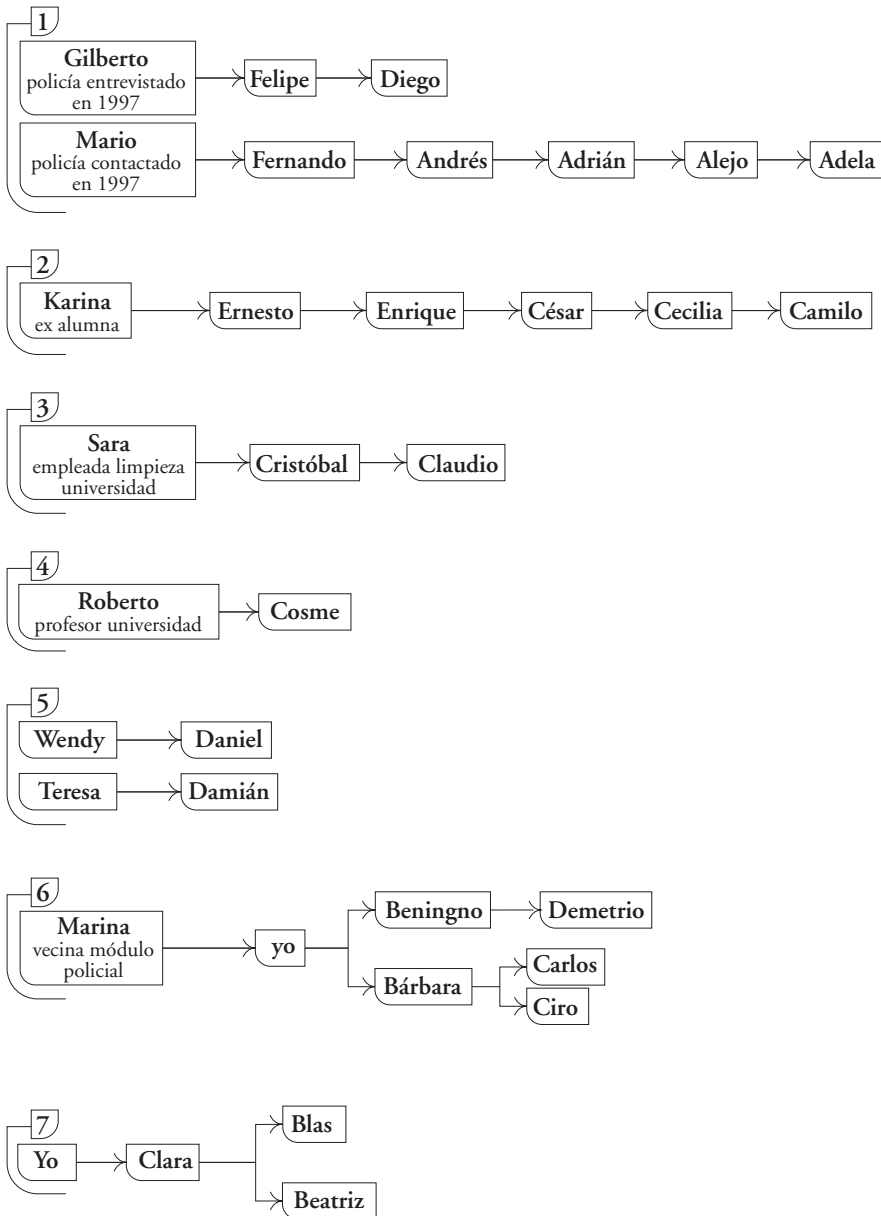 1
Gilberto
policía entrevistado
en 1997
Felipe
Diego
Mario
policía contactado
en 1997
Fernando
Andrés
Adrián
Alejo
Adela
2
Karina
ex alumna
Ernesto
Enrique
César
Cecilia
Camilo
3
Sara
empleada limpieza
universidad
Cristóbal
Claudio
4
Roberto
profesor universidad
Cosme
5
Wendy
Daniel
Teresa
Damián
6
Marina
vecina módulo
policial
yo
Beningno
Demetrio
Bárbara
Carlos
Ciro
7
Yo
Clara
Blas
Beatriz